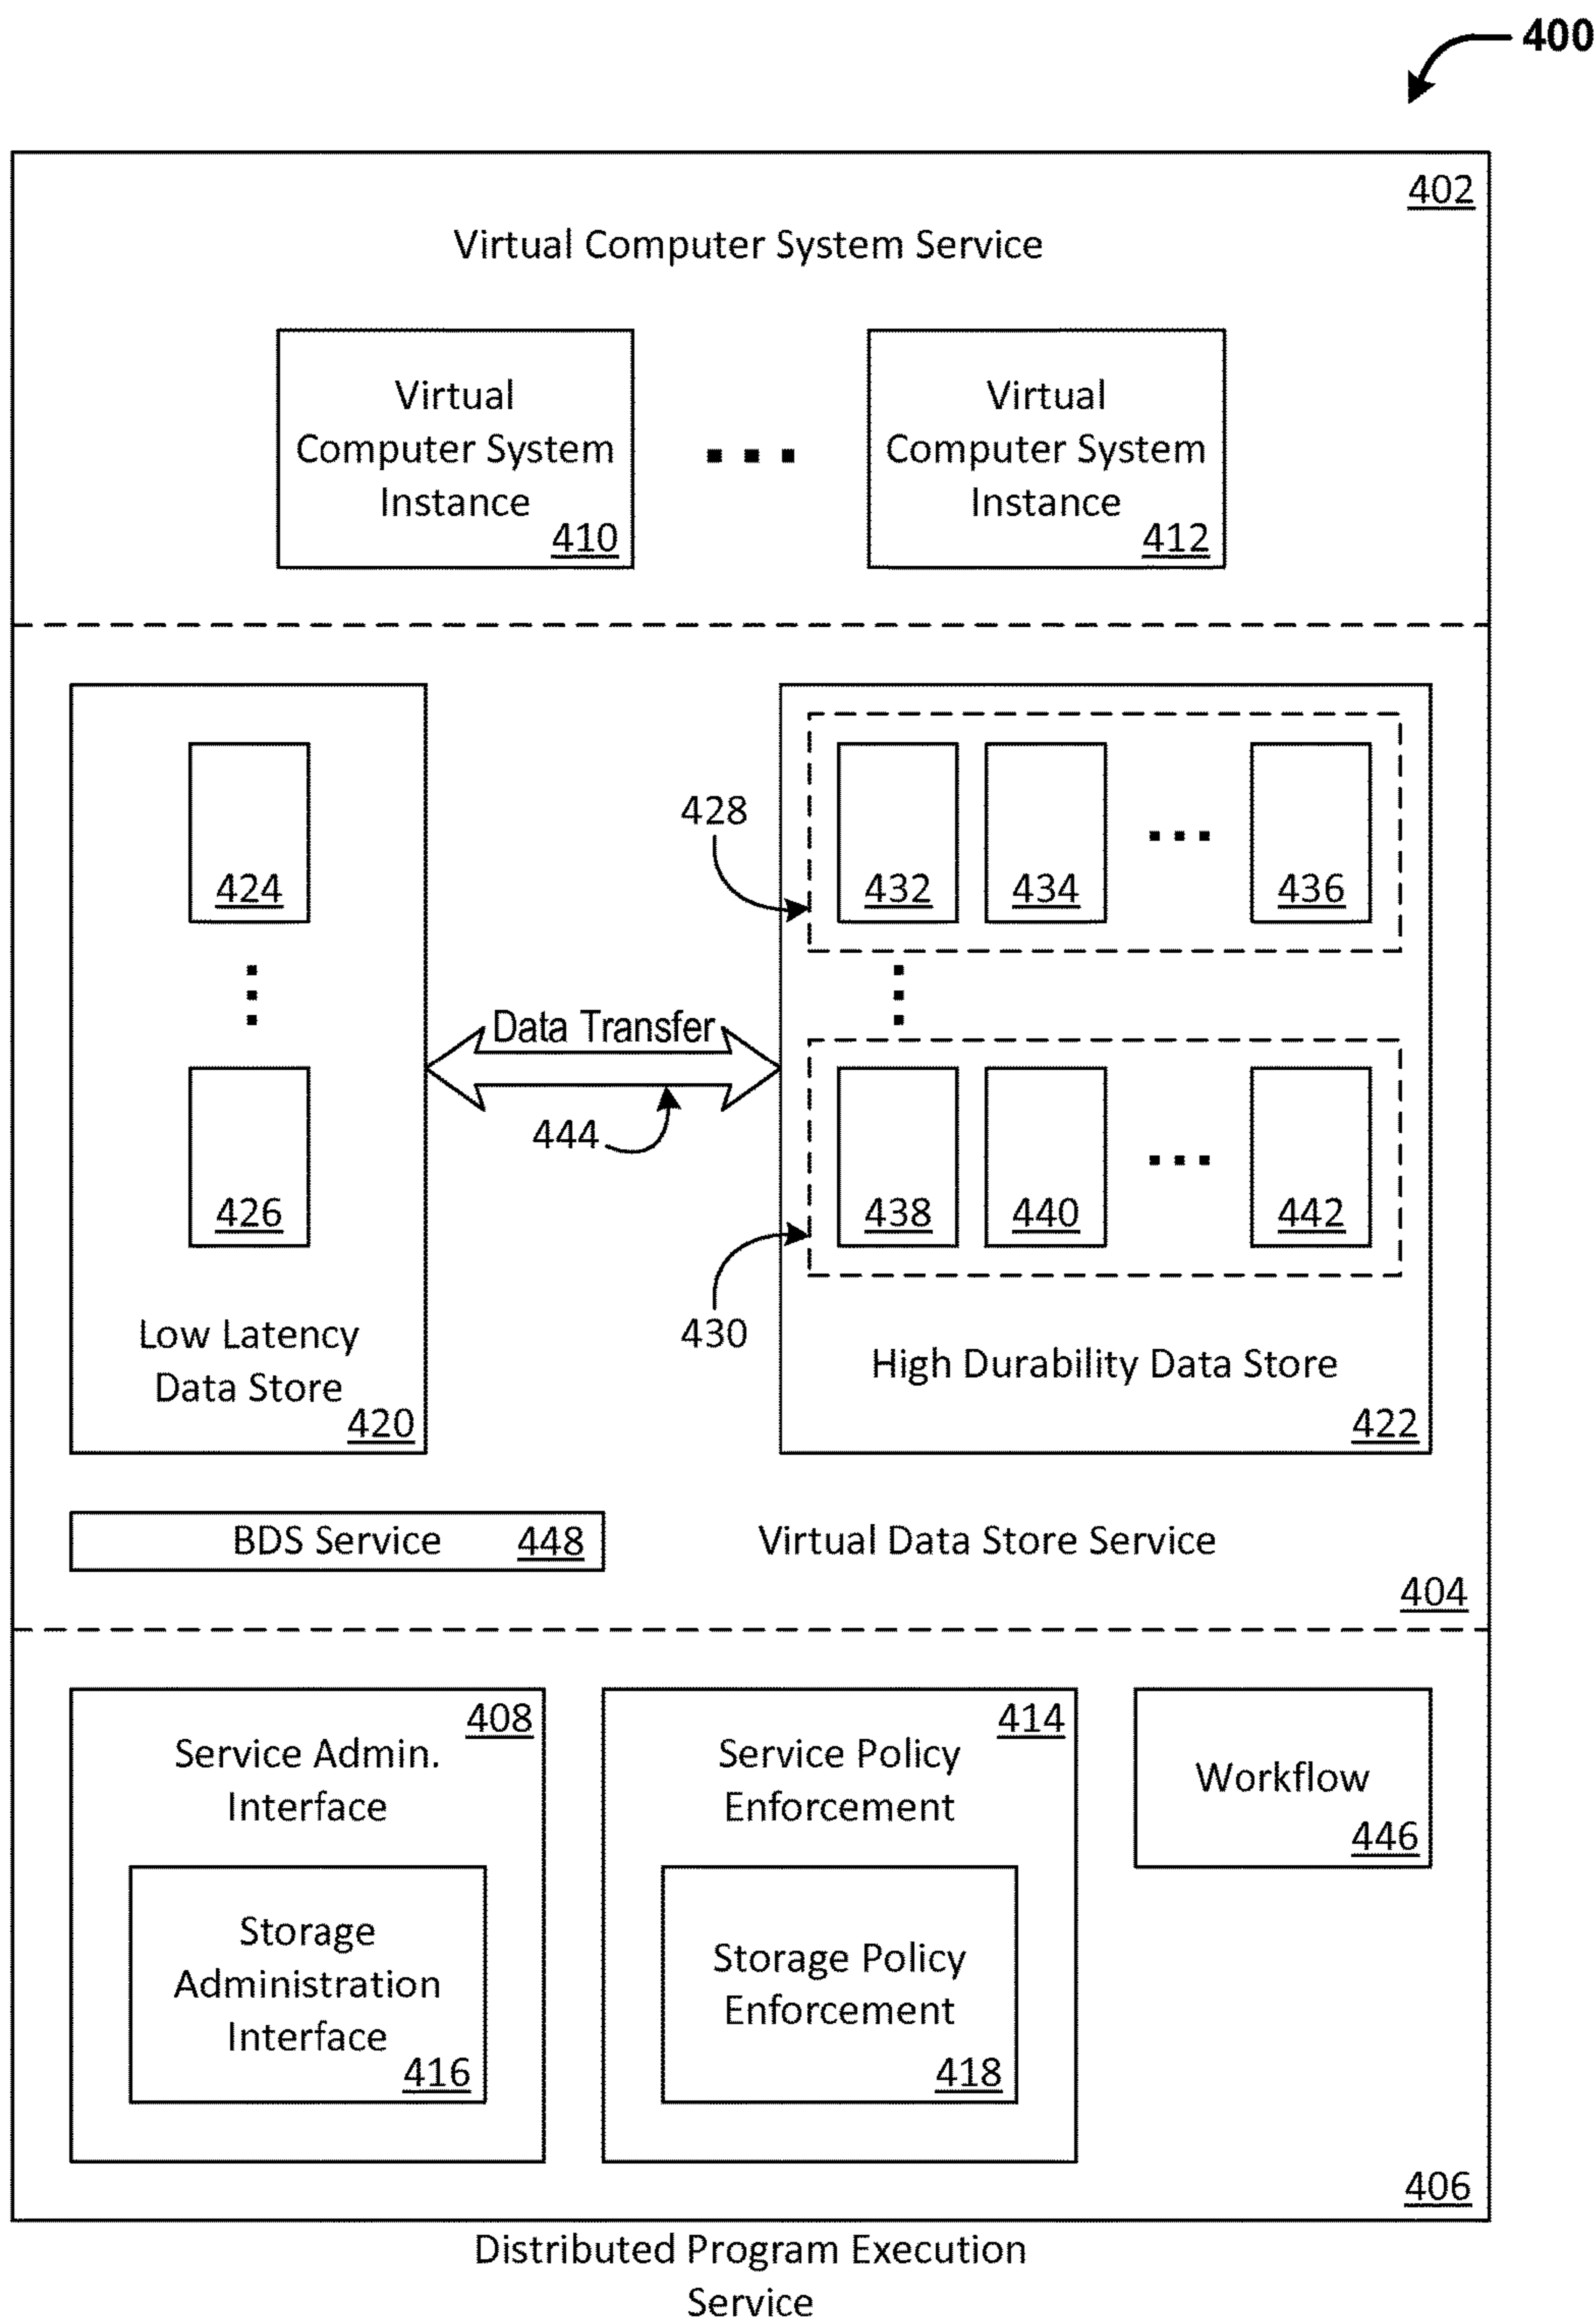 400
402
Virtual Computer System Service
Virtual
Computer System
Instance
410
Virtual
Computer System
Instance
412
424
426
Low Latency
Data Store
420
Data Transfer
444
428
432 434 436
438 440 442
430
High Durability Data Store
422
BDS Service 448
Virtual Data Store Service
404
408
Service Admin.
Interface
Storage
Administration
Interface
416
414
Service Policy
Enforcement
Storage Policy
Enforcement
418
Workflow
446
406
Distributed Program Execution
Service